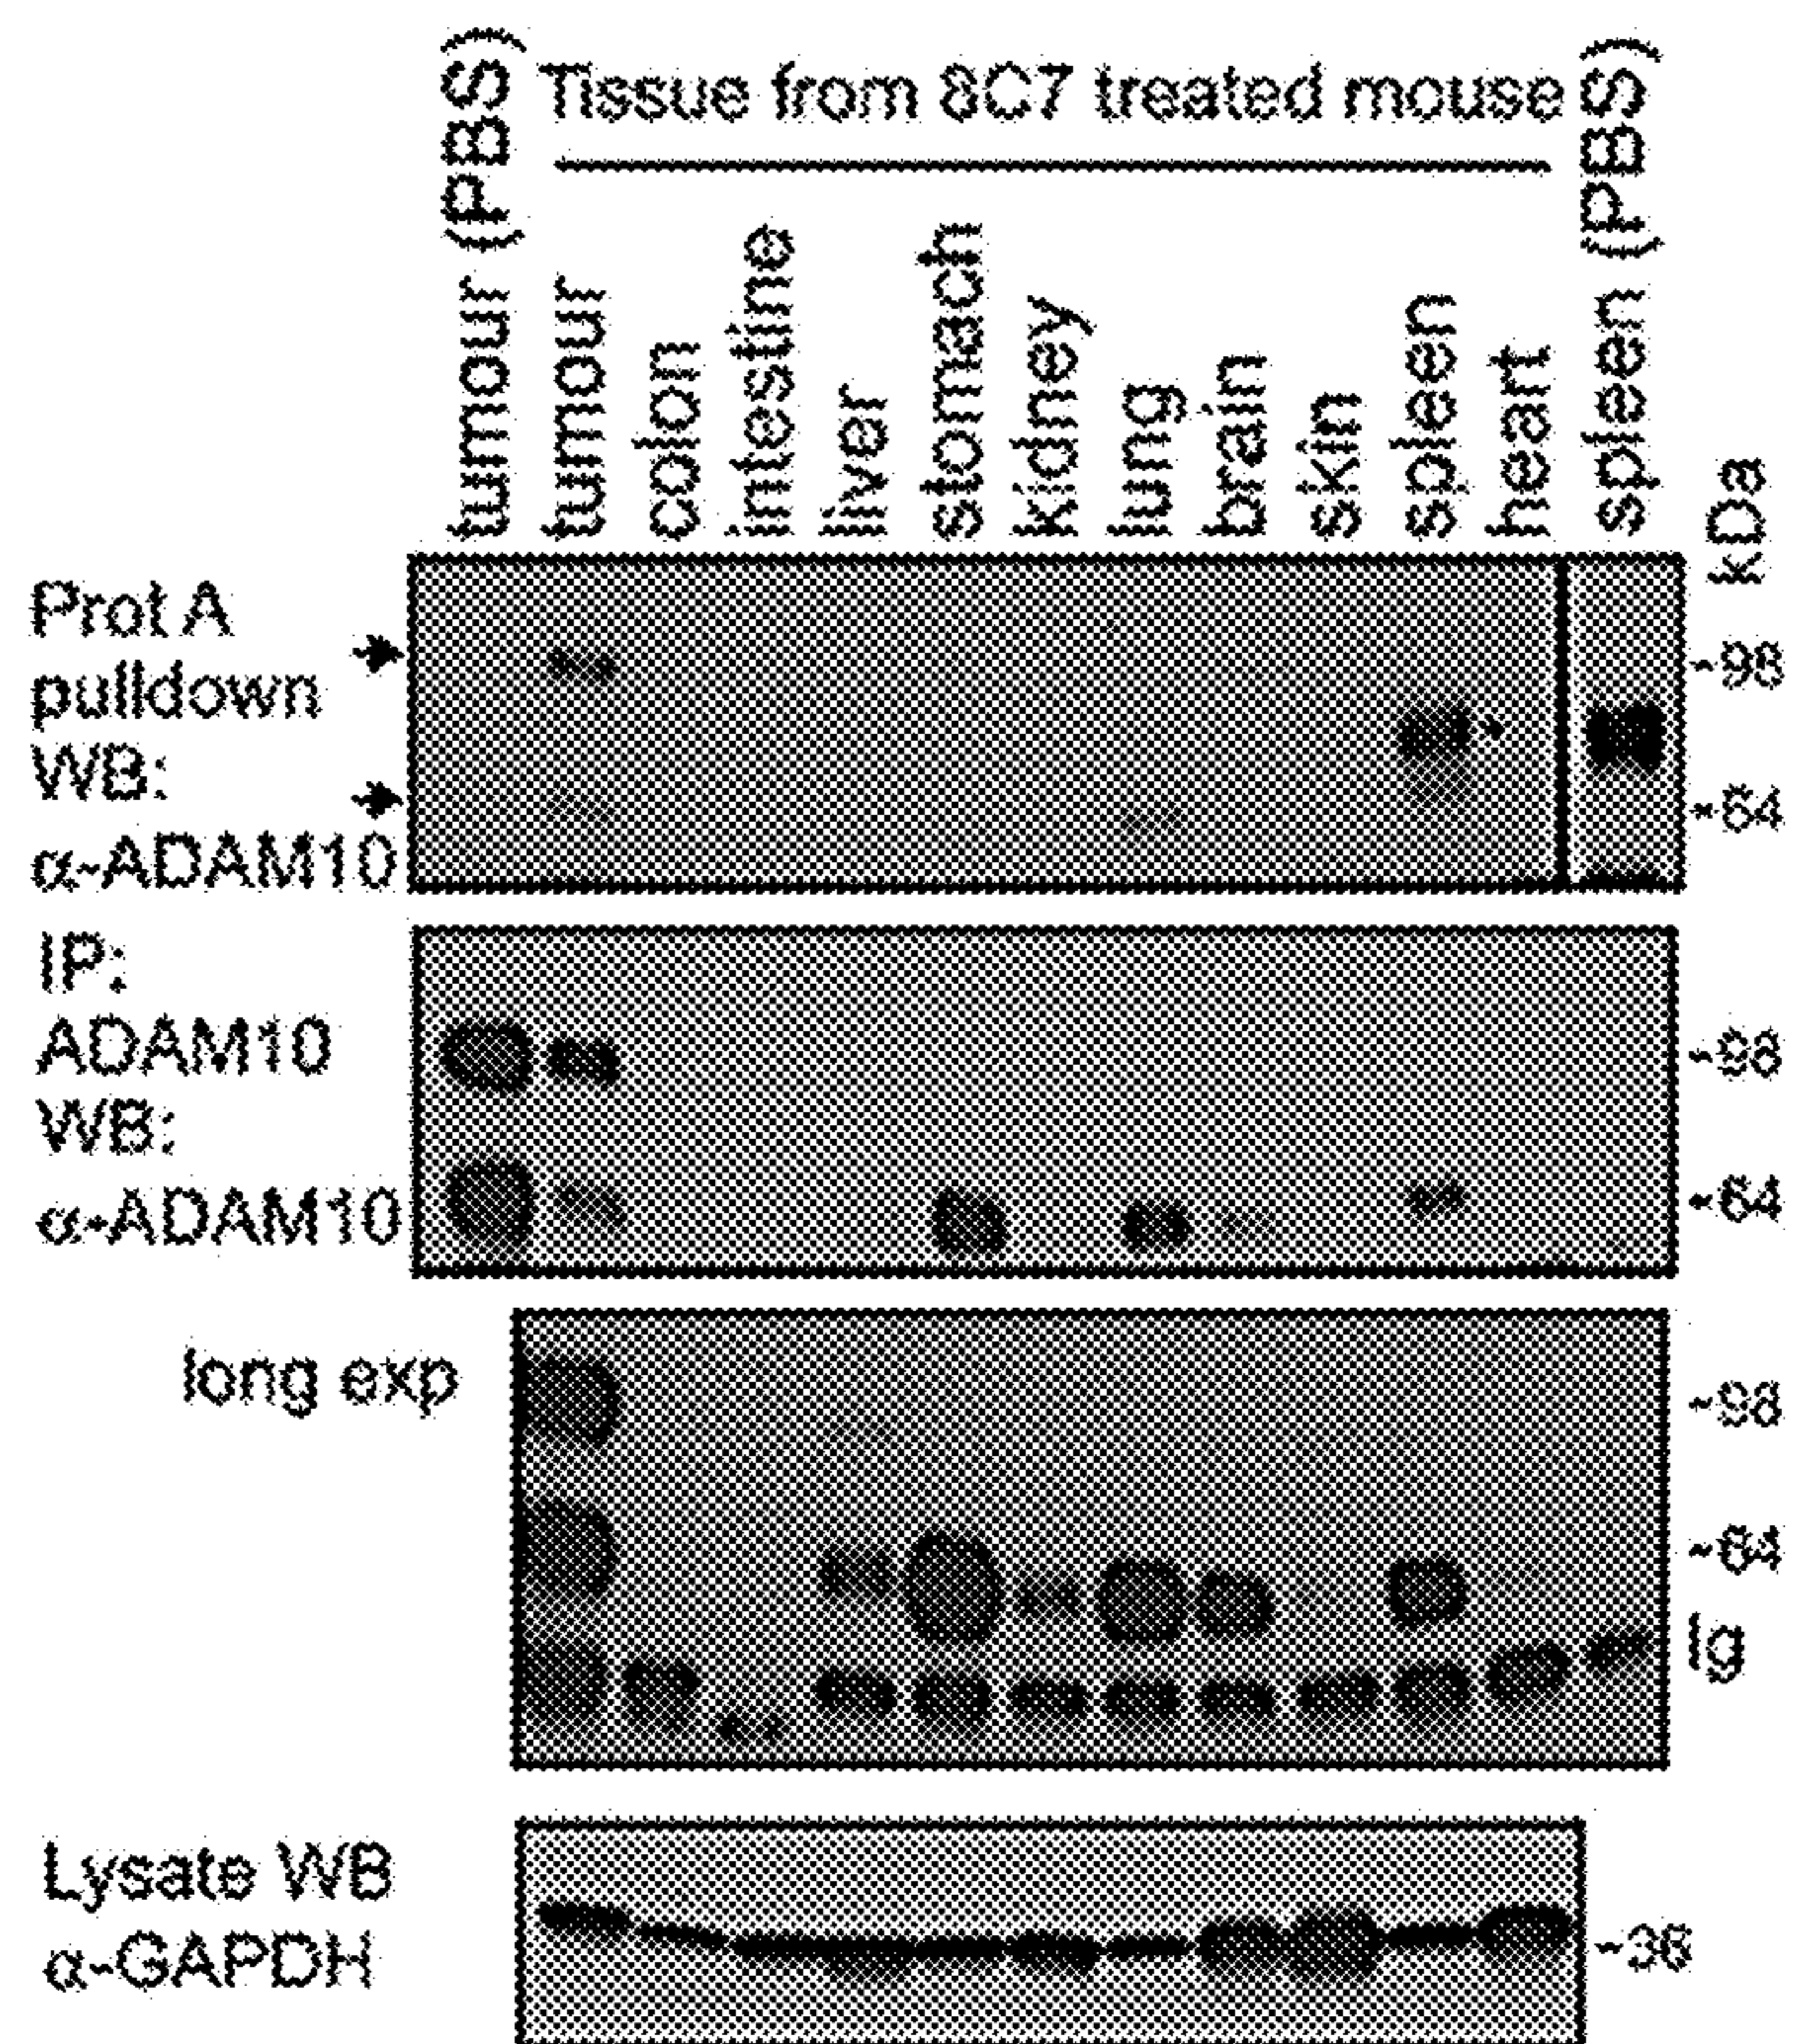 Tissue from 8C7 treated mouse
tumour (PBS)
tumour
colon
intestine
liver
stomach
kidney
lung
brain
skin
spleen
heart
spleen (PBS)
kDa
Prot A
pulldown
WB:
α-ADAM10
-98
-64
IP:
ADAM10
WB:
α-ADAM10
-98
-64
long exp
-98
-64
Ig
Lysate WB
α-GAPDH
-36